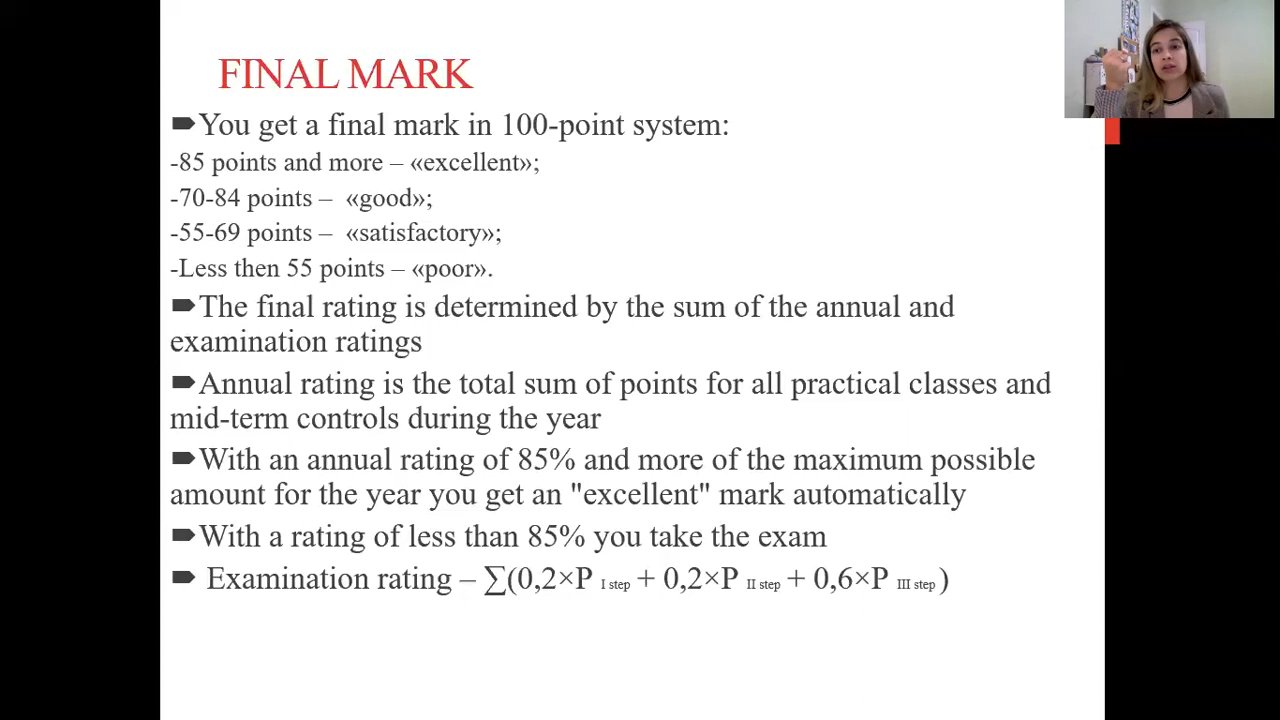 FINAL MARK
You get a final mark in 100-point system:
-85 points and more – «excellent»;
-70-84 points – «good»;
-55-69 points – «satisfactory»;
-Less then 55 points – «poor».
The final rating is determined by the sum of the annual and
examination ratings
Annual rating is the total sum of points for all practical classes and
mid-term controls during the year
With an annual rating of 85% and more of the maximum possible
amount for the year you get an "excellent" mark automatically
With a rating of less than 85% you take the exam
Examination rating – ∑(0,2×P I step + 0,2×P II step + 0,6×P III step )